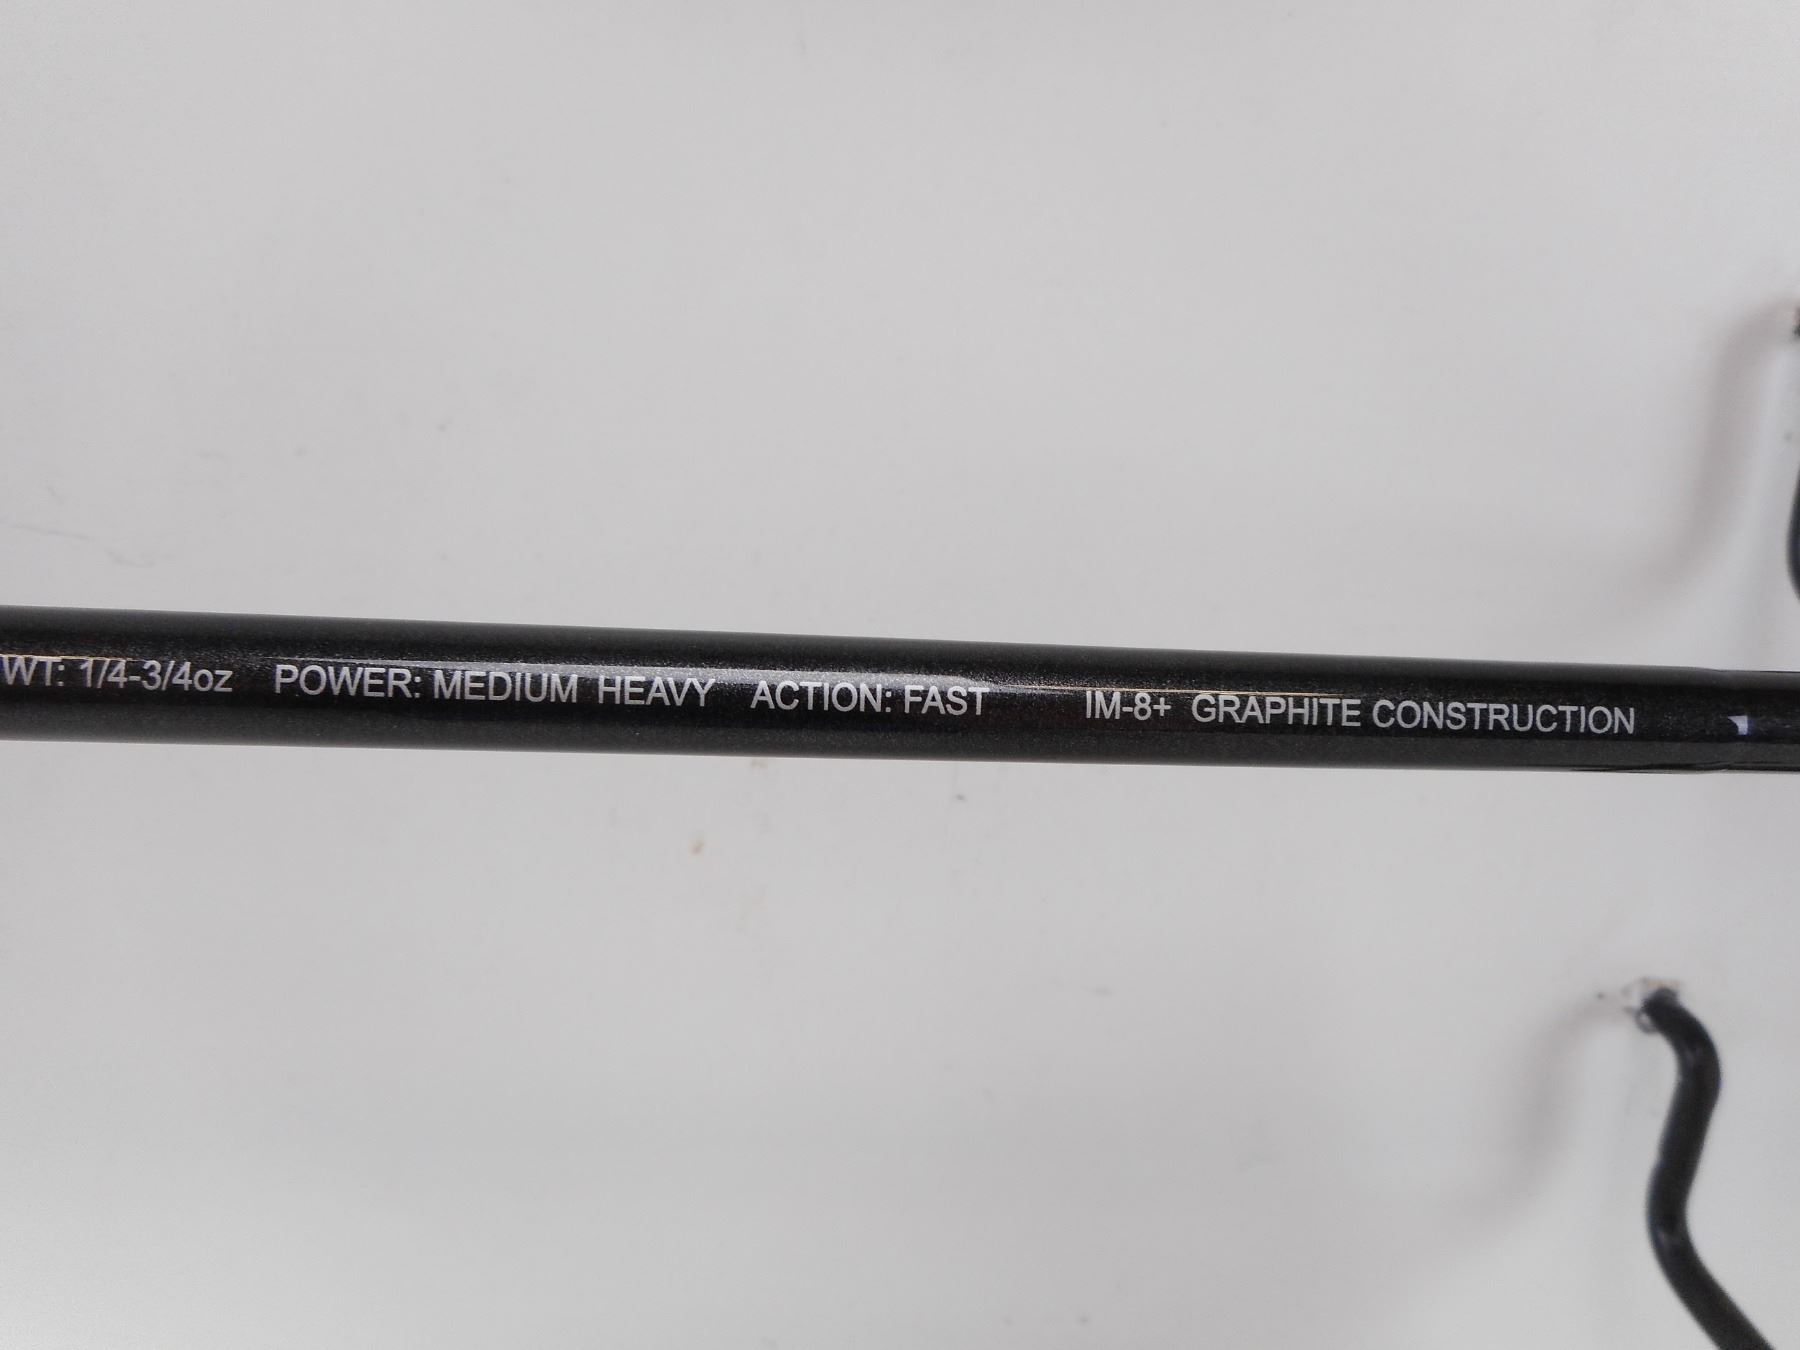 WT: 1/4-3/4oz POWER: MEDIUM HEAVY ACTION: FAST IM-8+ GRAPHITE CONSTRUCTION